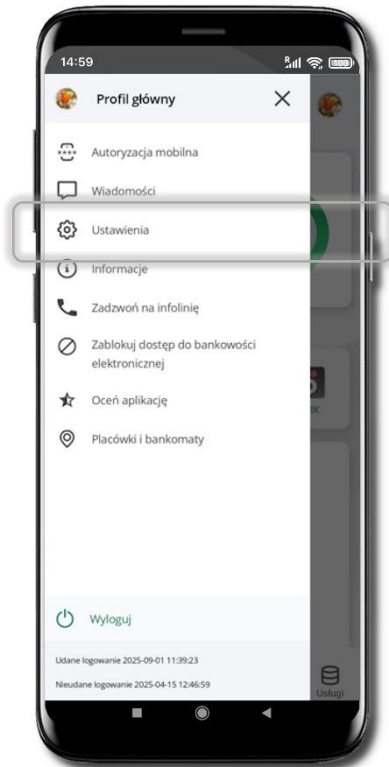 14:59
Profil główny
Autoryzacja mobilna
Wiadomości
Ustawienia
Informacje
Zadzwoń na infolinię
Zablokuj dostęp do bankowości
elektronicznej
Oceń aplikację
Placówki i bankomaty
Wyloguj
Udane logowanie 2025-09-01 11:39:23
Nieudane logowanie 2025-04-15 12:46:59
Usługi